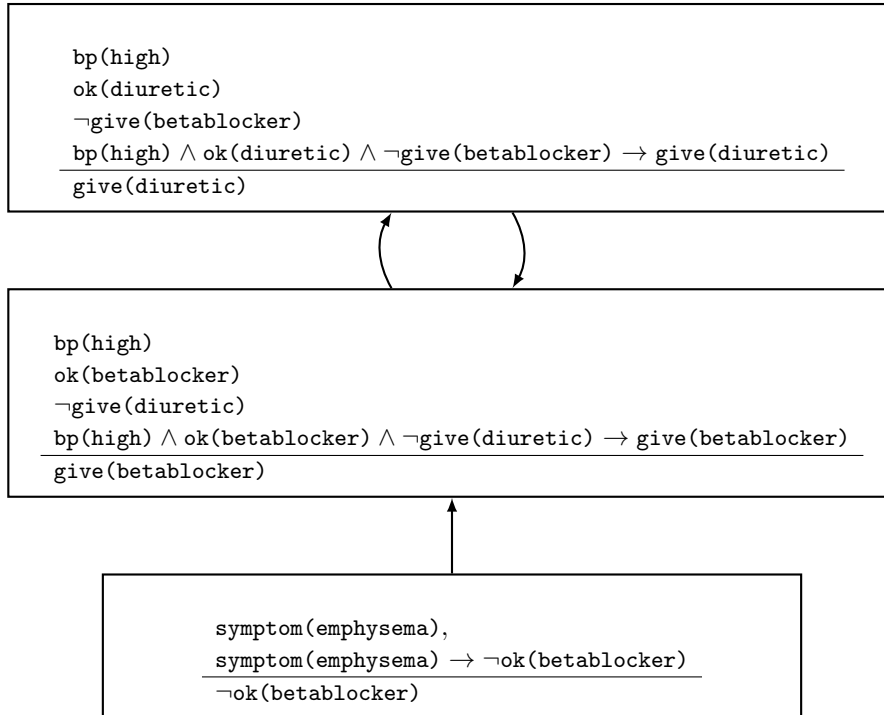 bp(high)
ok(diuretic)
¬give(betablocker)
bp(high) ∧ ok(diuretic) ∧ ¬give(betablocker) → give(diuretic)
give(diuretic)
bp(high)
ok(betablocker)
¬give(diuretic)
bp(high) ∧ ok(betablocker) ∧ ¬give(diuretic) → give(betablocker)
give(betablocker)
symptom(emphysema),
symptom(emphysema) → ¬ok(betablocker)
¬ok(betablocker)